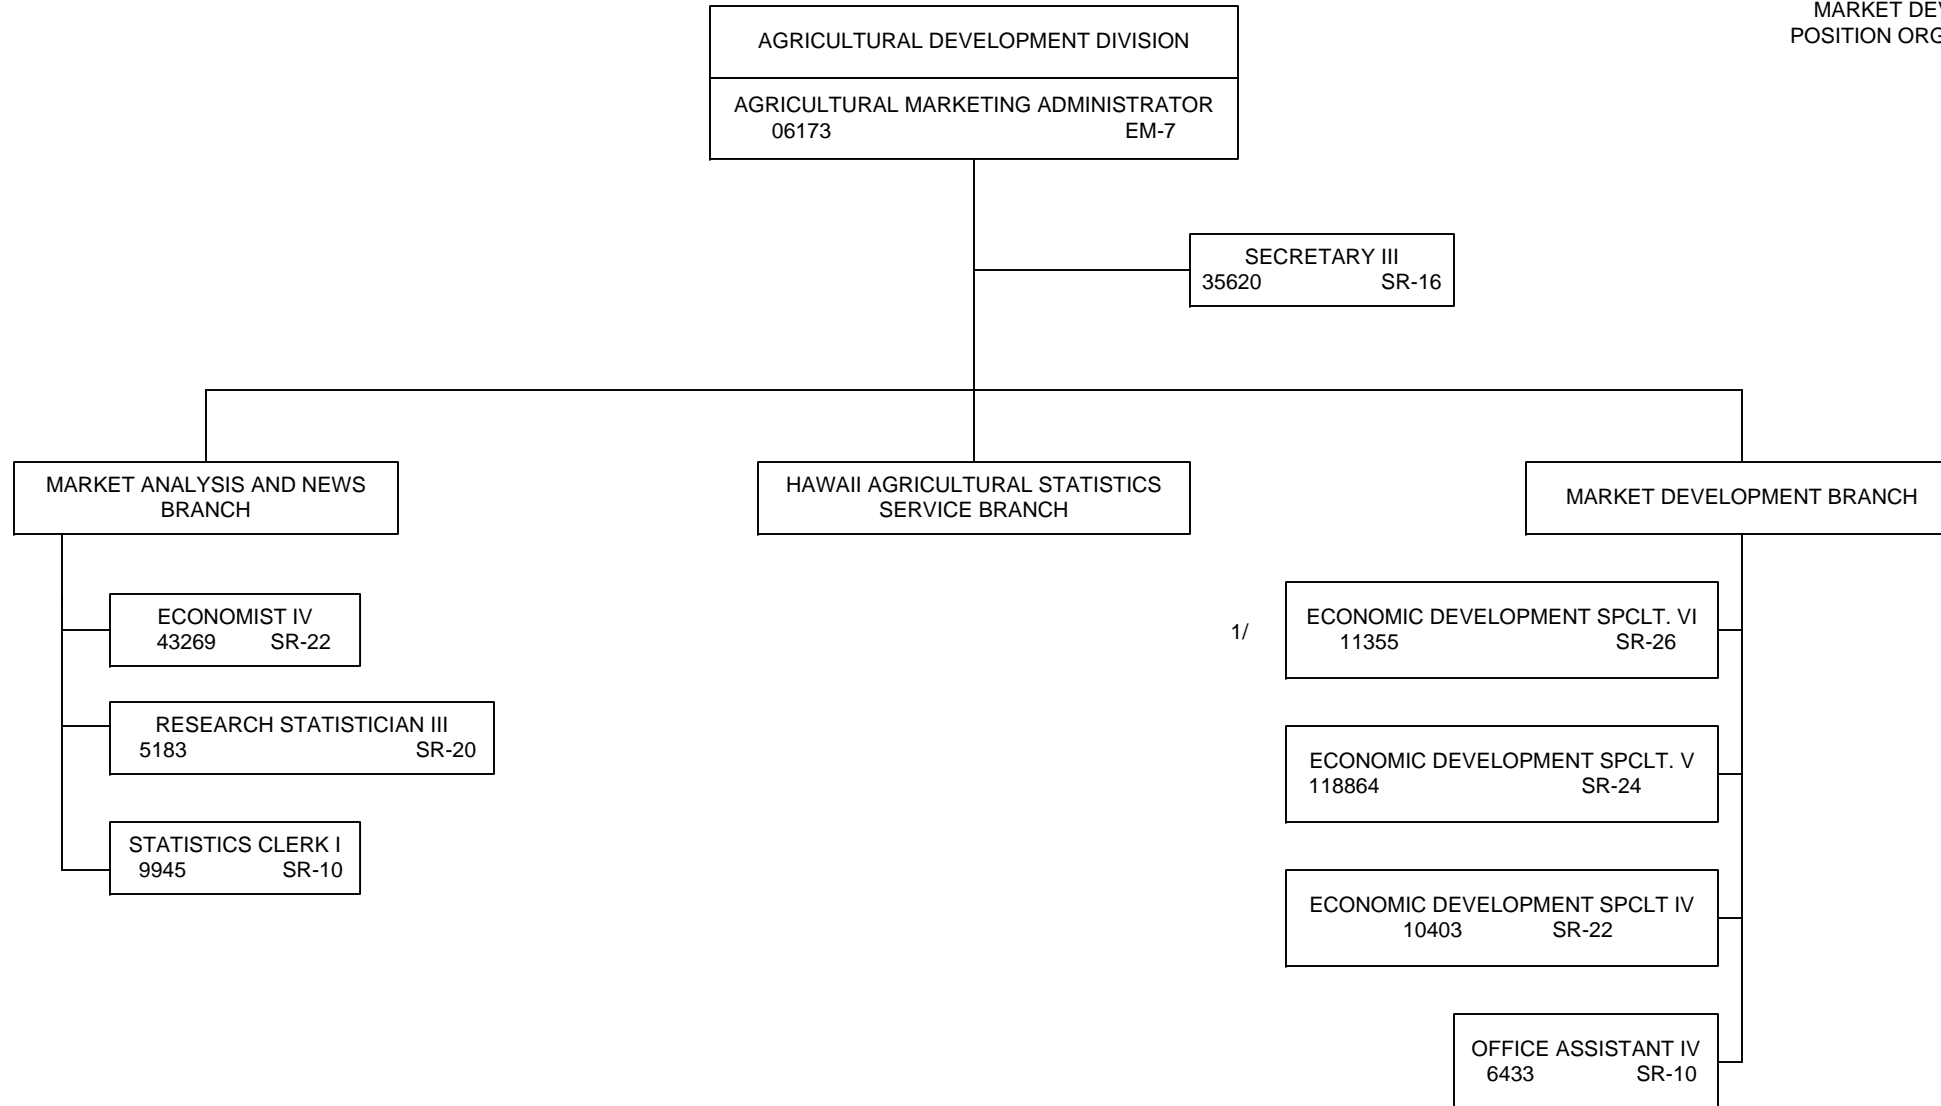 MARKET DEV
POSITION ORG
AGRICULTURAL DEVELOPMENT DIVISION
AGRICULTURAL MARKETING ADMINISTRATOR
06173 EM-7
SECRETARY III
35620 SR-16
MARKET ANALYSIS AND NEWS
BRANCH
HAWAII AGRICULTURAL STATISTICS
SERVICE BRANCH
MARKET DEVELOPMENT BRANCH
ECONOMIST IV
43269 SR-22
RESEARCH STATISTICIAN III
5183 SR-20
STATISTICS CLERK I
9945 SR-10
1/
ECONOMIC DEVELOPMENT SPCLT. VI
11355 SR-26
ECONOMIC DEVELOPMENT SPCLT. V
118864 SR-24
ECONOMIC DEVELOPMENT SPCLT IV
10403 SR-22
OFFICE ASSISTANT IV
6433 SR-10